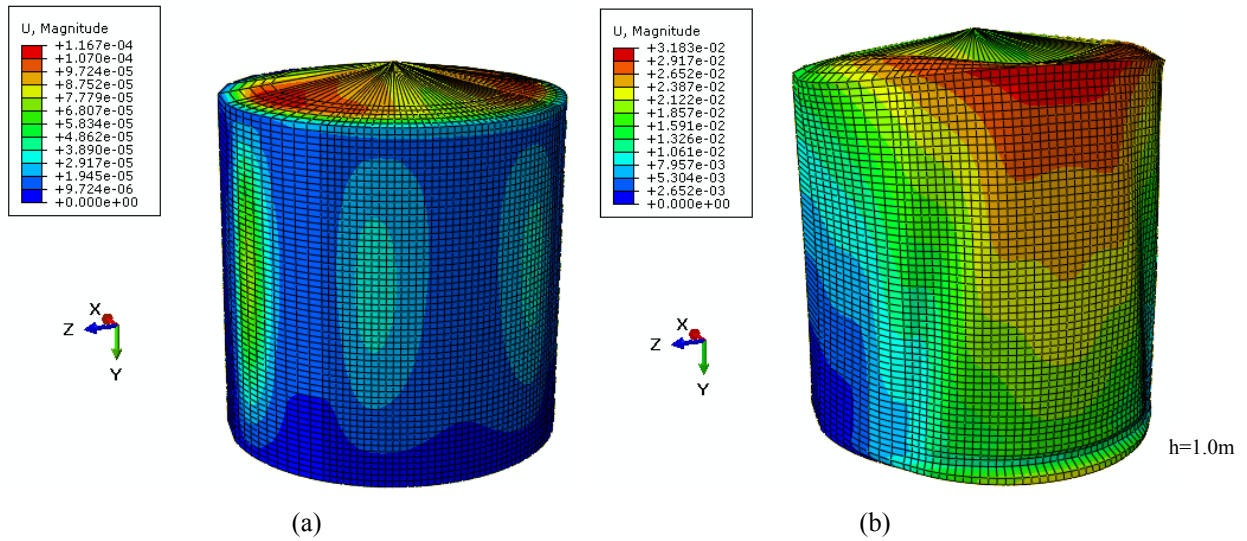 U, Magnitude
+1.167e-04
+1.070e-04
+9.724e-05
+8.752e-05
+7.779e-05
+6.807e-05
+5.834e-05
+4.862e-05
+3.890e-05
+2.917e-05
+1.945e-05
+9.724e-06
+0.000e+00
X
Z
Y
(a)
U, Magnitude
+3.183e-02
+2.917e-02
+2.652e-02
+2.387e-02
+2.122e-02
+1.857e-02
+1.591e-02
+1.326e-02
+1.061e-02
+7.957e-03
+5.304e-03
+2.652e-03
+0.000e+00
X
Z
Y
h=1.0m
(b)